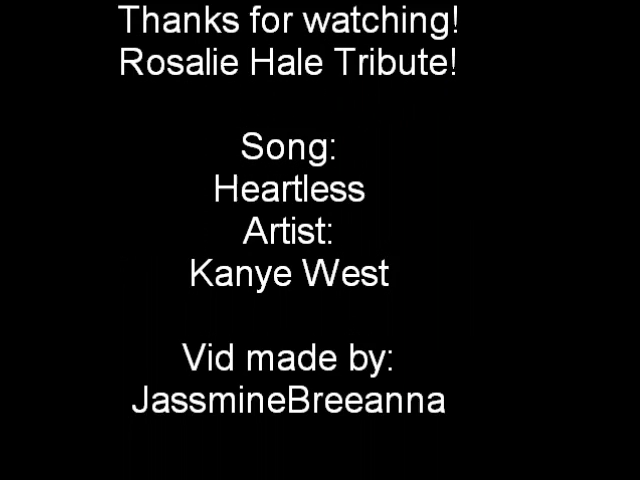 Thanks for watching!
Rosalie Hale Tribute!
Song:
Heartless
Artist:
Kanye West
Vid made by:
JassmineBreeanna